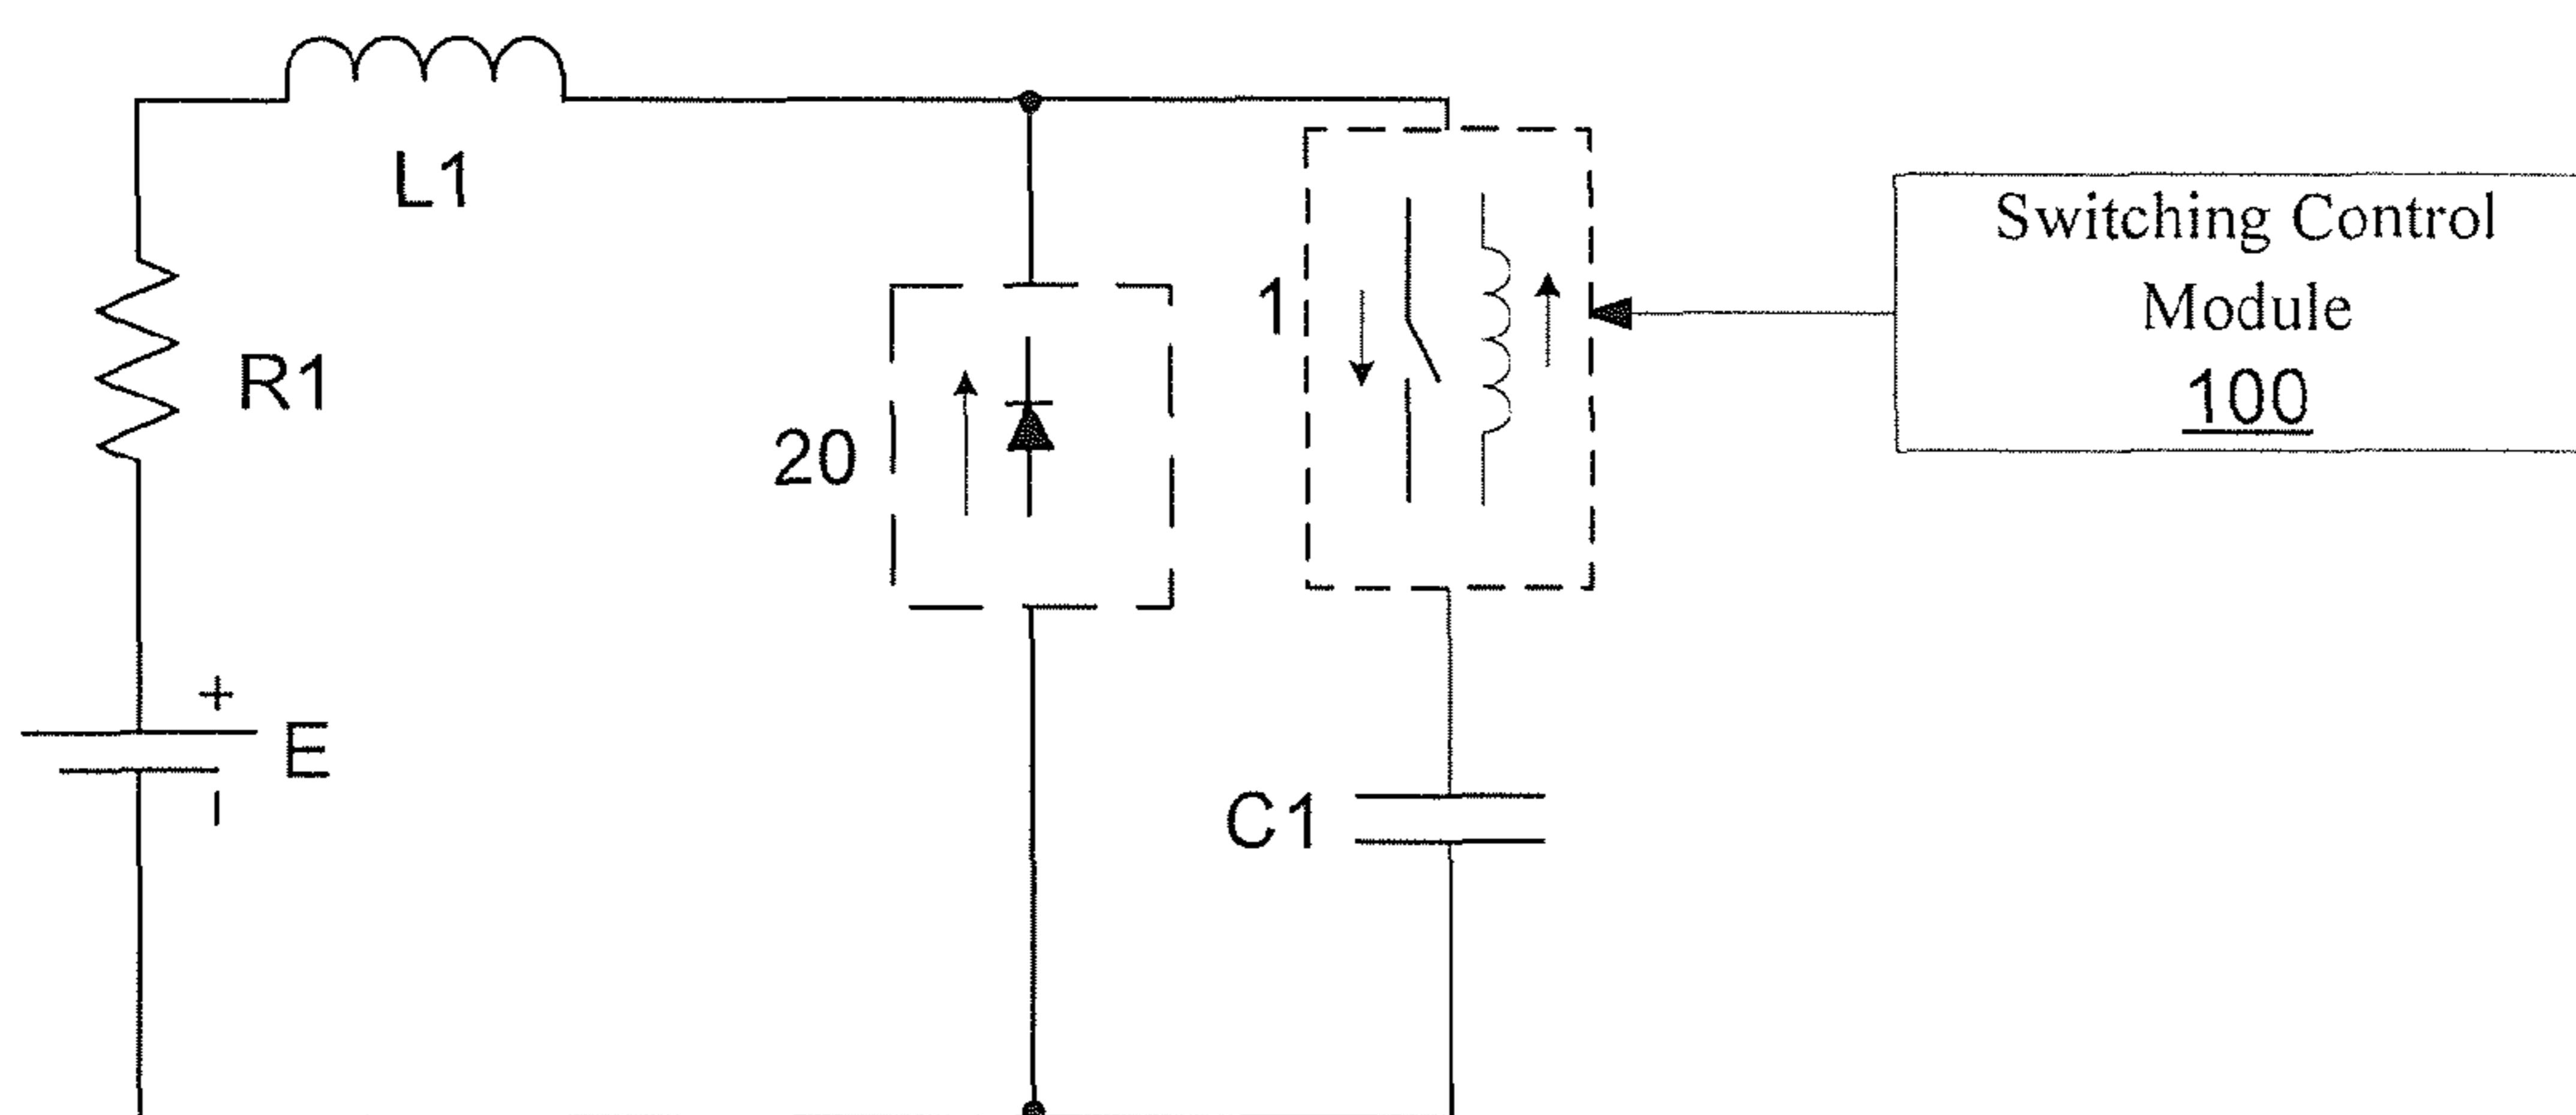 L1
R1
+
E
−
20
1
C1
Switching Control
Module
100